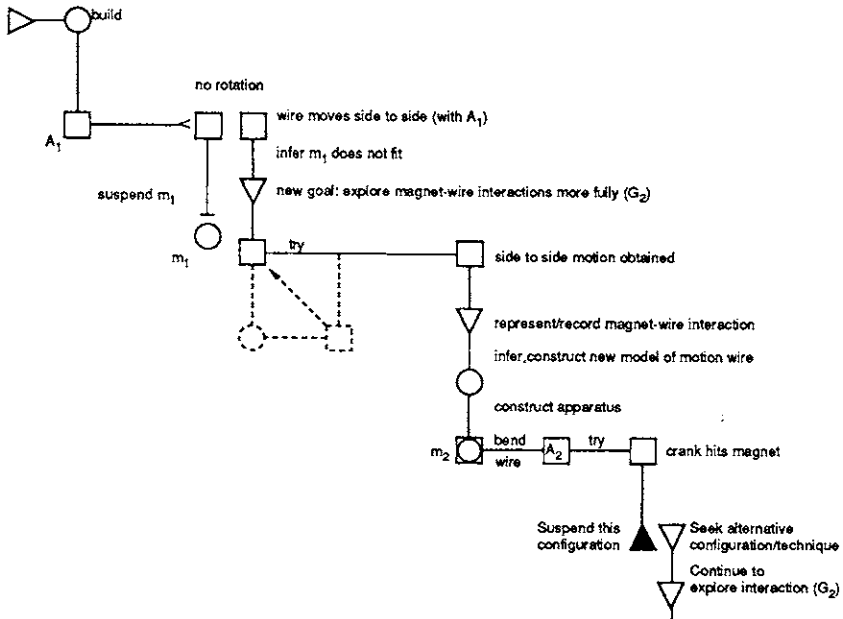 build
no rotation
wire moves side to side (with A₁)
A₁
infer m₁ does not fit
suspend m₁
new goal: explore magnet-wire interactions more fully (G₂)
m₁
try
side to side motion obtained
represent/record magnet-wire interaction
infer,construct new model of motion wire
construct apparatus
m₂
bend
wire
A₂
try
crank hits magnet
Suspend this
configuration
Seek alternative
configuration/technique
Continue to
explore interaction (G₂)